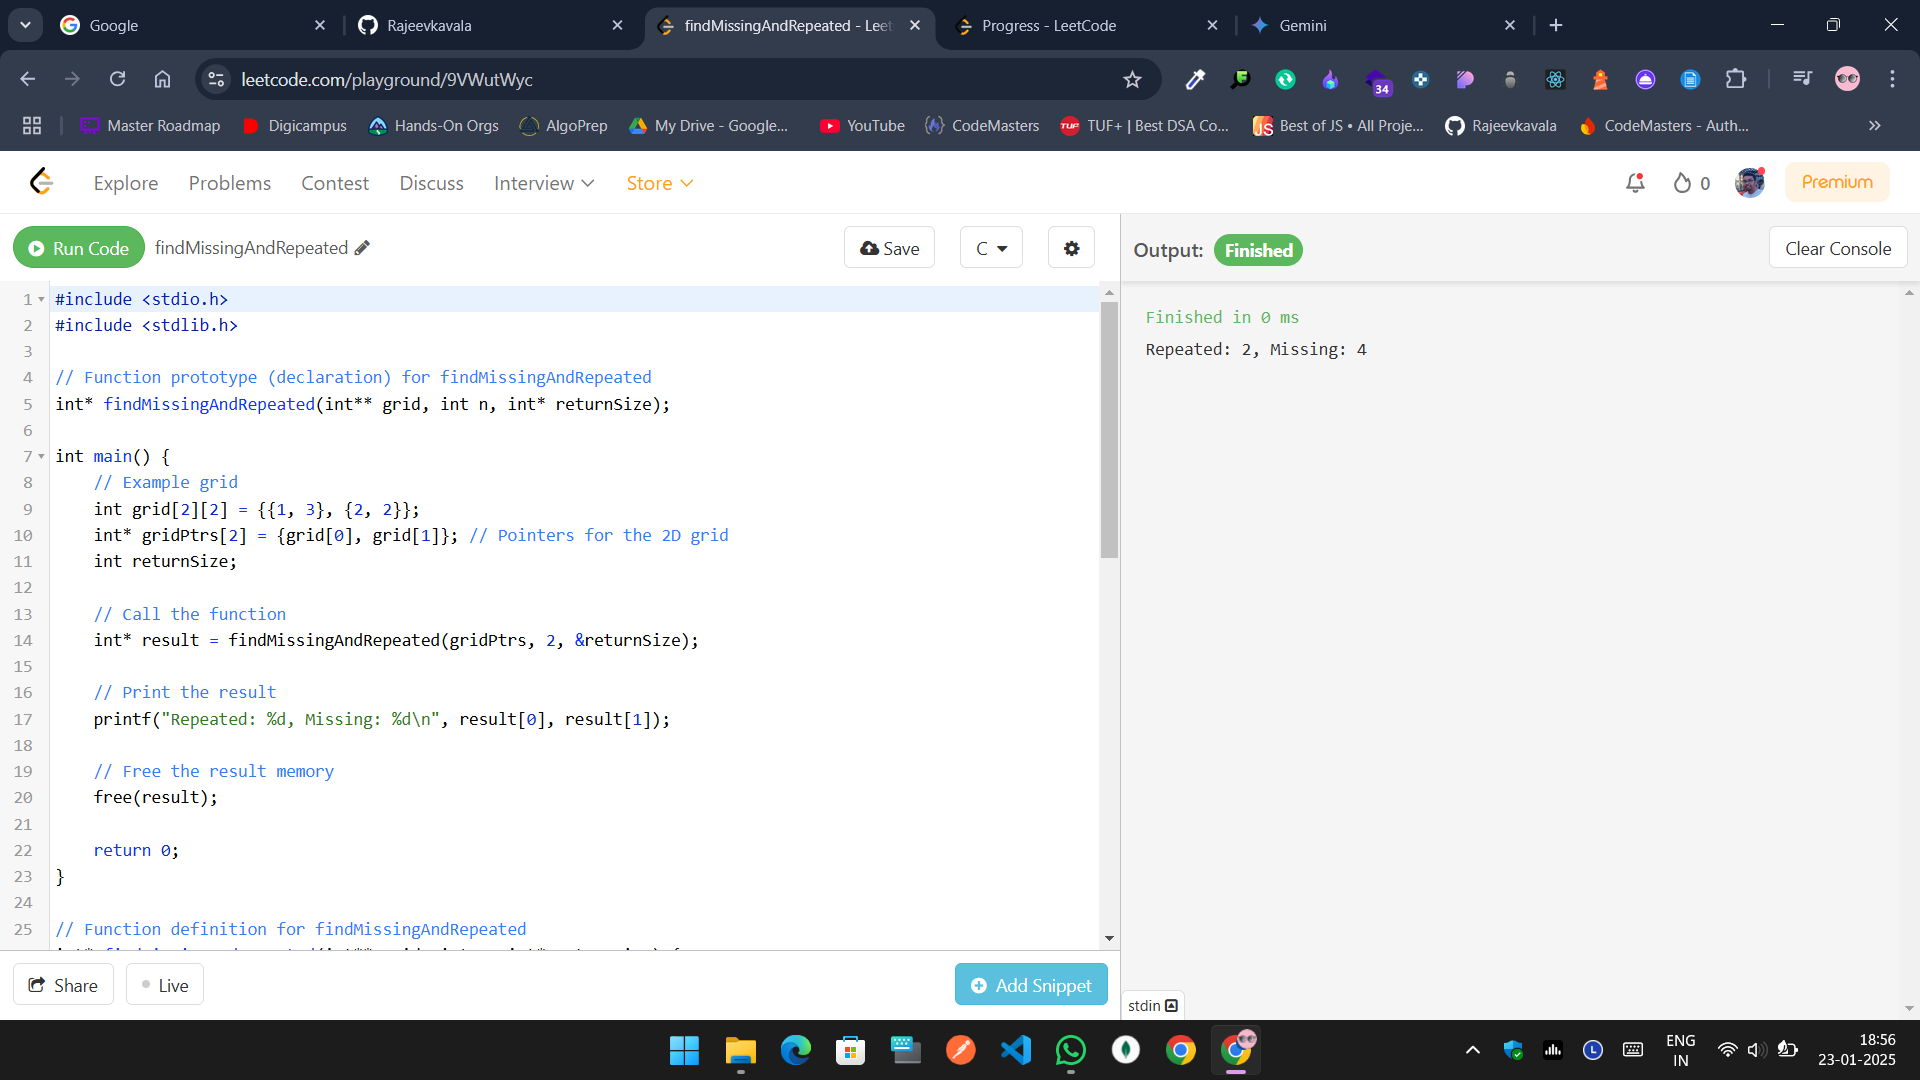 Google
Rajeevkavala
findMissingAndRepeated - Leet
Progress - LeetCode
Gemini
leetcode.com/playground/9VWutWyc
34
Master Roadmap
Digicampus
Hands-On Orgs
AlgoPrep
My Drive - Google...
YouTube
CodeMasters
TUF+ | Best DSA Co...
Best of JS • All Proje...
Rajeevkavala
CodeMasters - Auth...
Explore
Problems
Contest
Discuss
Interview
Store
0
Premium
Run Code
findMissingAndRepeated
Save
C
Output:
Finished
Clear Console
1 #include <stdio.h>
2 #include <stdlib.h>
3
4 // Function prototype (declaration) for findMissingAndRepeated
5 int* findMissingAndRepeated(int** grid, int n, int* returnSize);
6
7 int main() {
8     // Example grid
9     int grid[2][2] = {{1, 3}, {2, 2}};
10     int* gridPtrs[2] = {grid[0], grid[1]}; // Pointers for the 2D grid
11     int returnSize;
12
13     // Call the function
14     int* result = findMissingAndRepeated(gridPtrs, 2, &returnSize);
15
16     // Print the result
17     printf("Repeated: %d, Missing: %d\n", result[0], result[1]);
18
19     // Free the result memory
20     free(result);
21
22     return 0;
23 }
24
25 // Function definition for findMissingAndRepeated
Finished in 0 ms
Repeated: 2, Missing: 4
Share
Live
Add Snippet
stdin
ENG
IN
18:56
23-01-2025